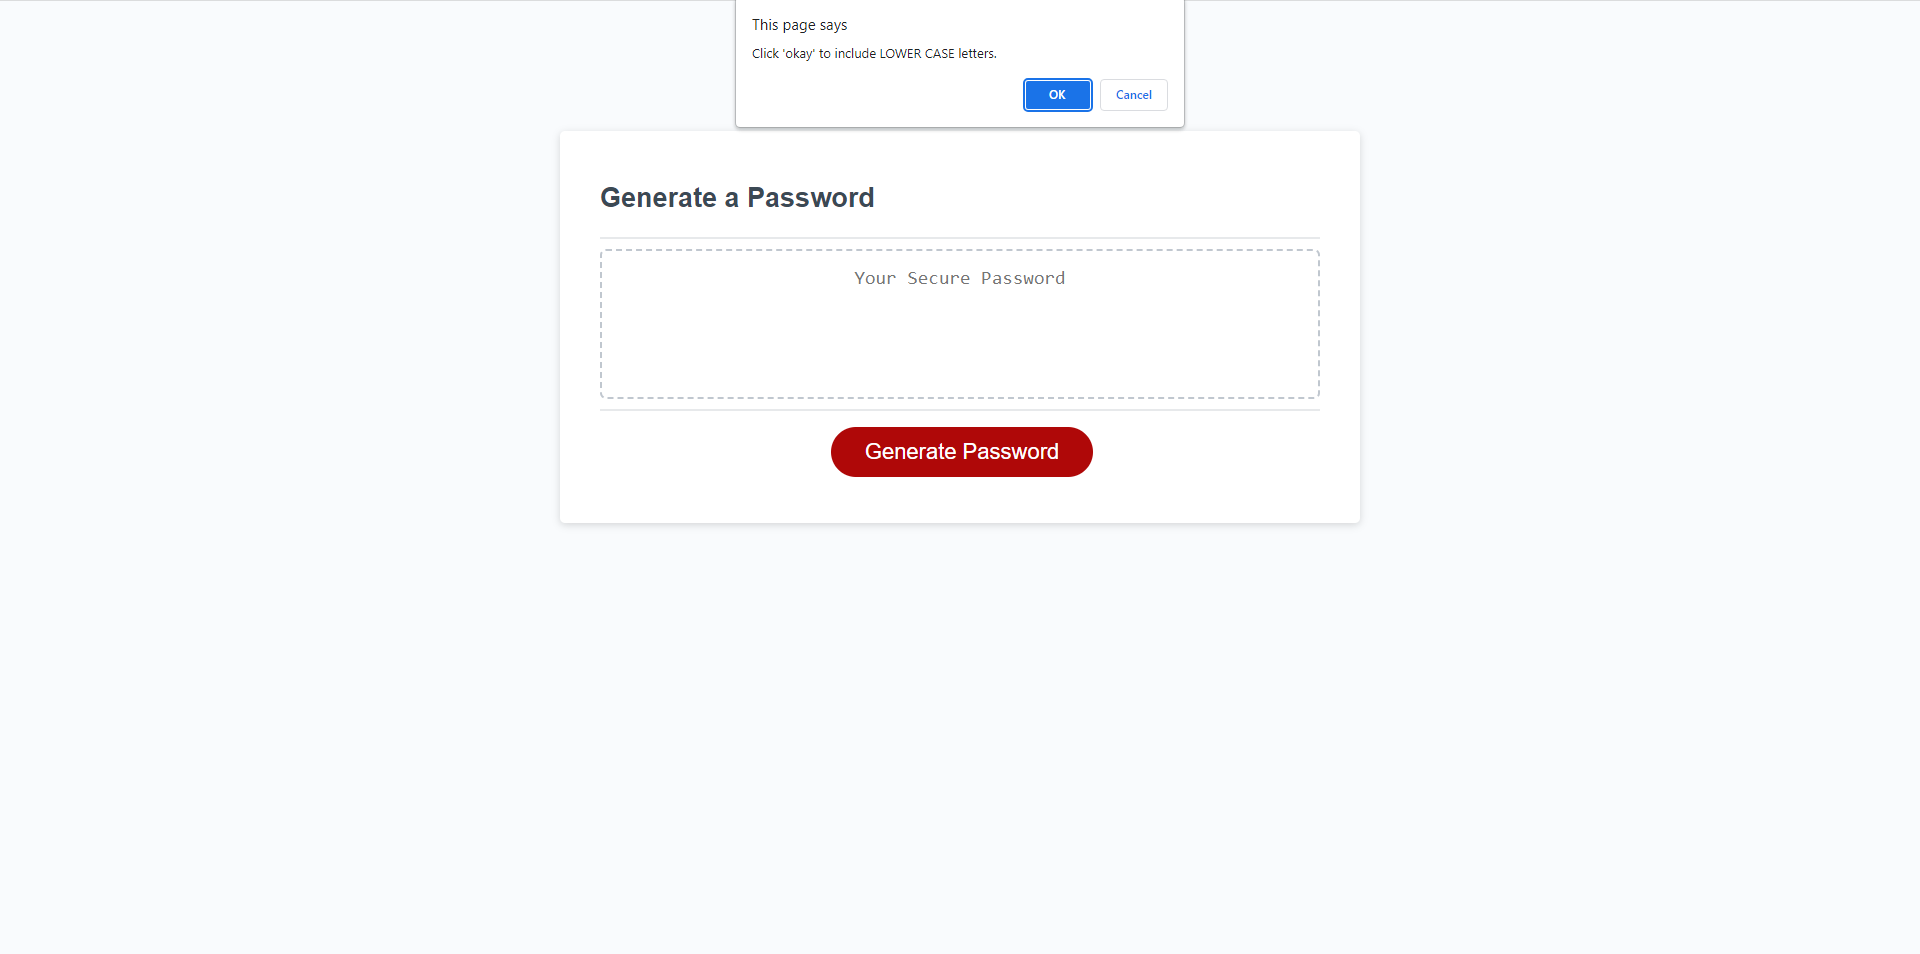 This page says
Click 'okay' to include LOWER CASE letters.
OK Cancel
Generate a Password
Your Secure Password
Generate Password